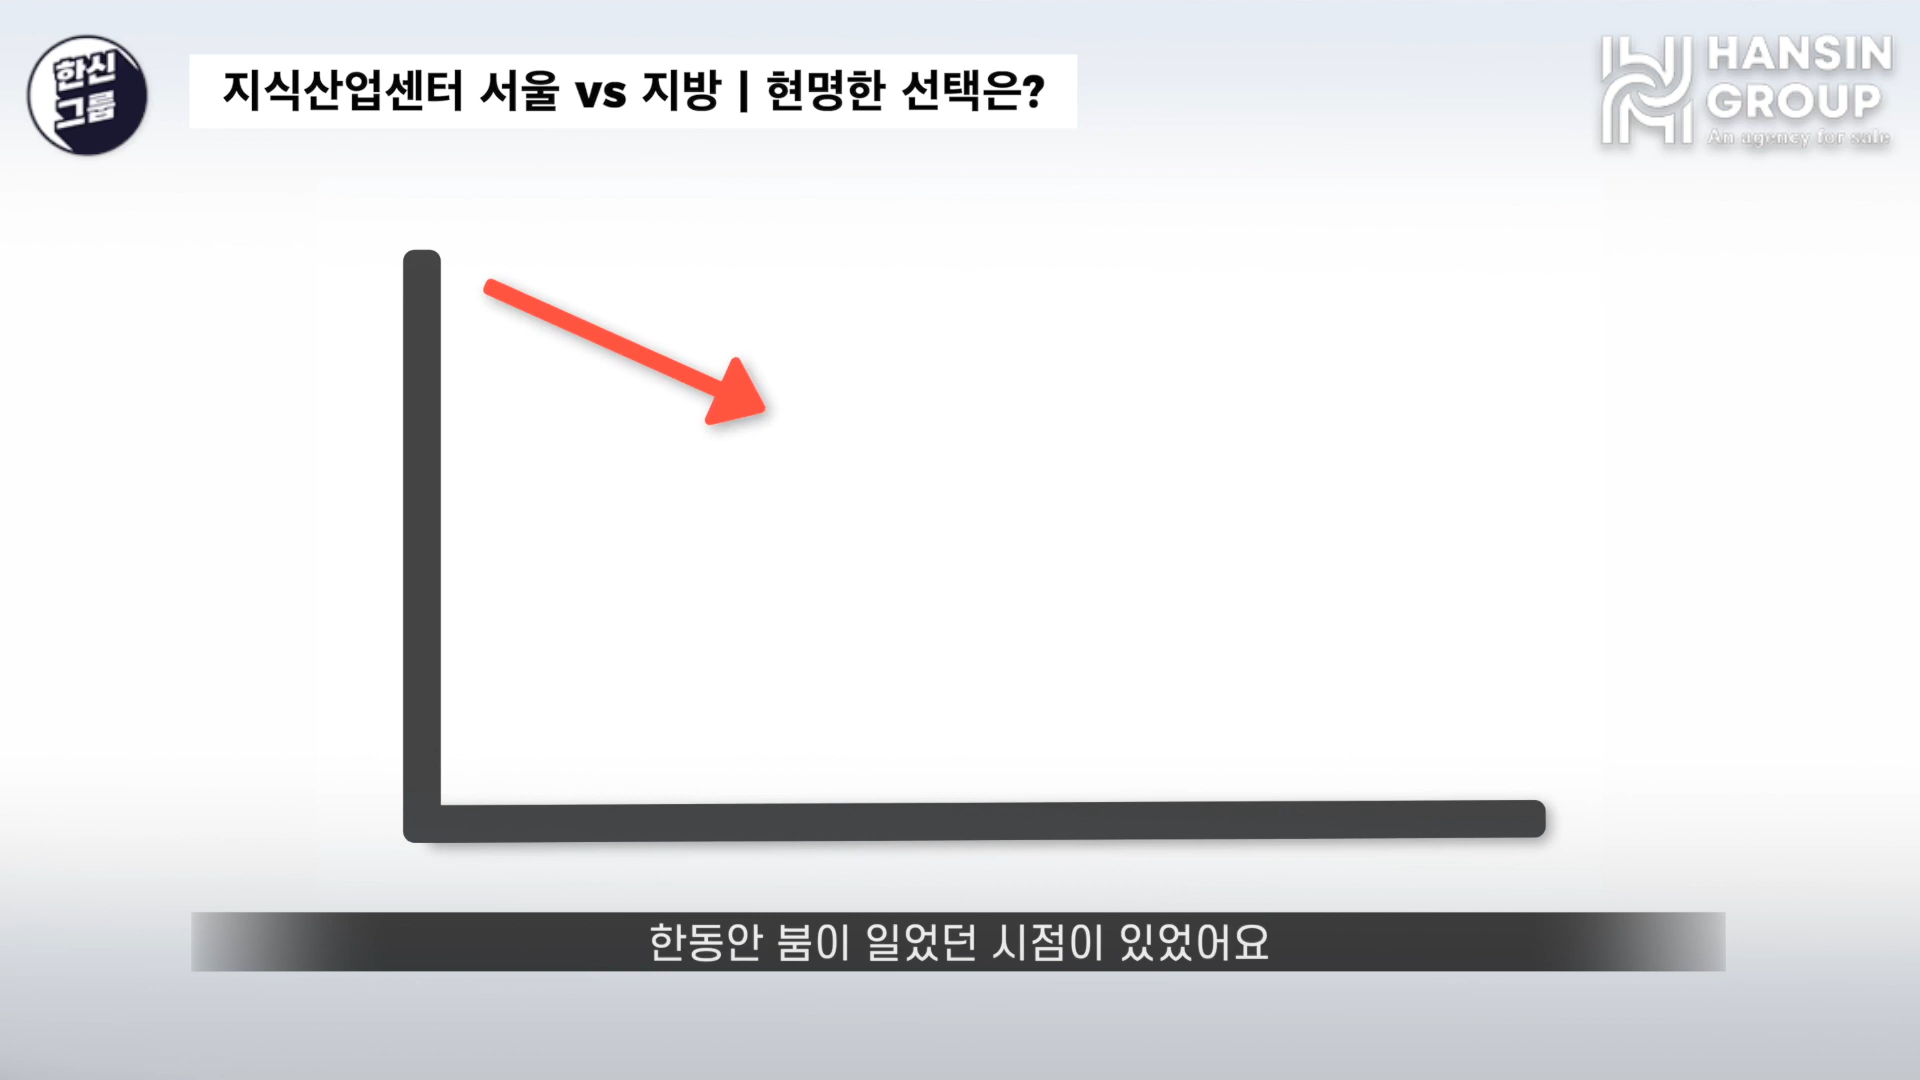 한신
그룹
지식산업센터 서울 vs 지방 | 현명한 선택은?
HANSIN
GROUP
An agency for sale
한동안 붐이 일었던 시점이 있었어요